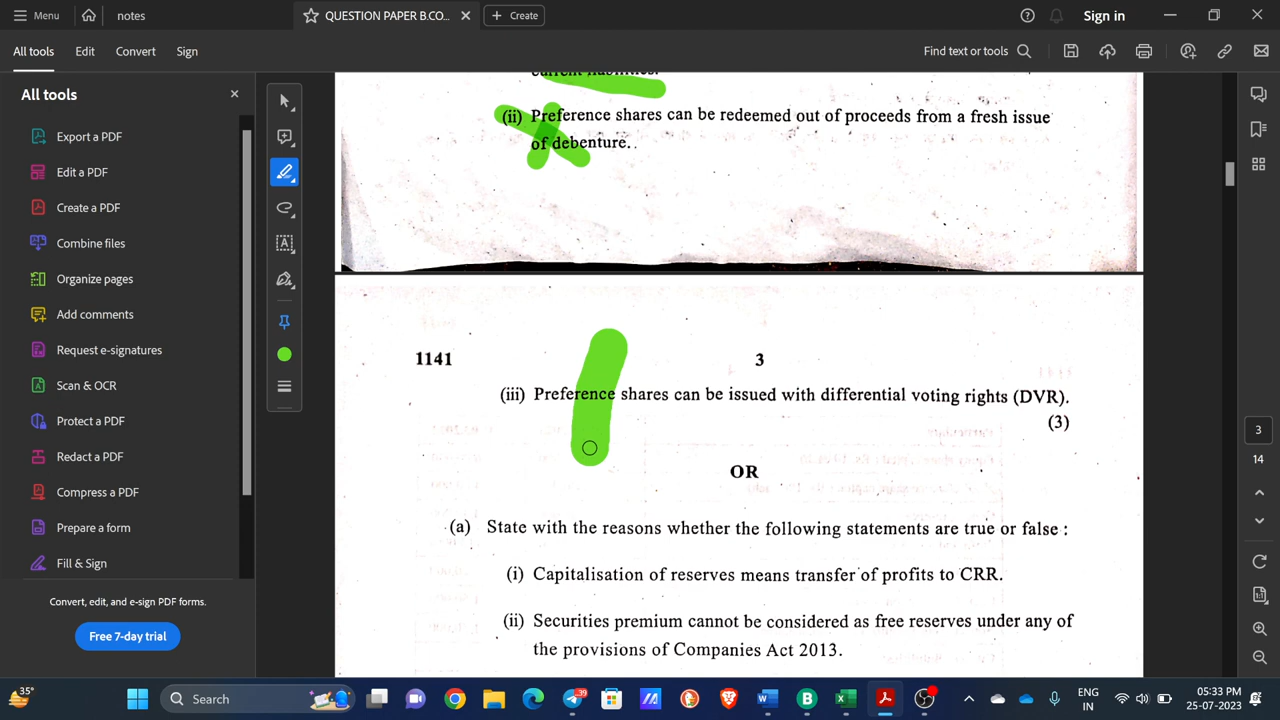 Menu
notes
QUESTION PAPER B.CO...
Create
Sign in
All tools
Edit
Convert
Sign
Find text or tools
All tools
Export a PDF
Edit a PDF
Create a PDF
Combine files
Organize pages
Add comments
Request e-signatures
Scan & OCR
Protect a PDF
Redact a PDF
Compress a PDF
Prepare a form
Fill & Sign
Convert, edit, and e-sign PDF forms.
Free 7-day trial
current liabilities.
(ii) Preference shares can be redeemed out of proceeds from a fresh issue
of debenture.
1141
3
(iii) Preference shares can be issued with differential voting rights (DVR).
(3)
OR
(a) State with the reasons whether the following statements are true or false :
(i) Capitalisation of reserves means transfer of profits to CRR.
(ii) Securities premium cannot be considered as free reserves under any of
the provisions of Companies Act 2013.
3
14
35°
Search
39
ENG
IN
05:33 PM
25-07-2023